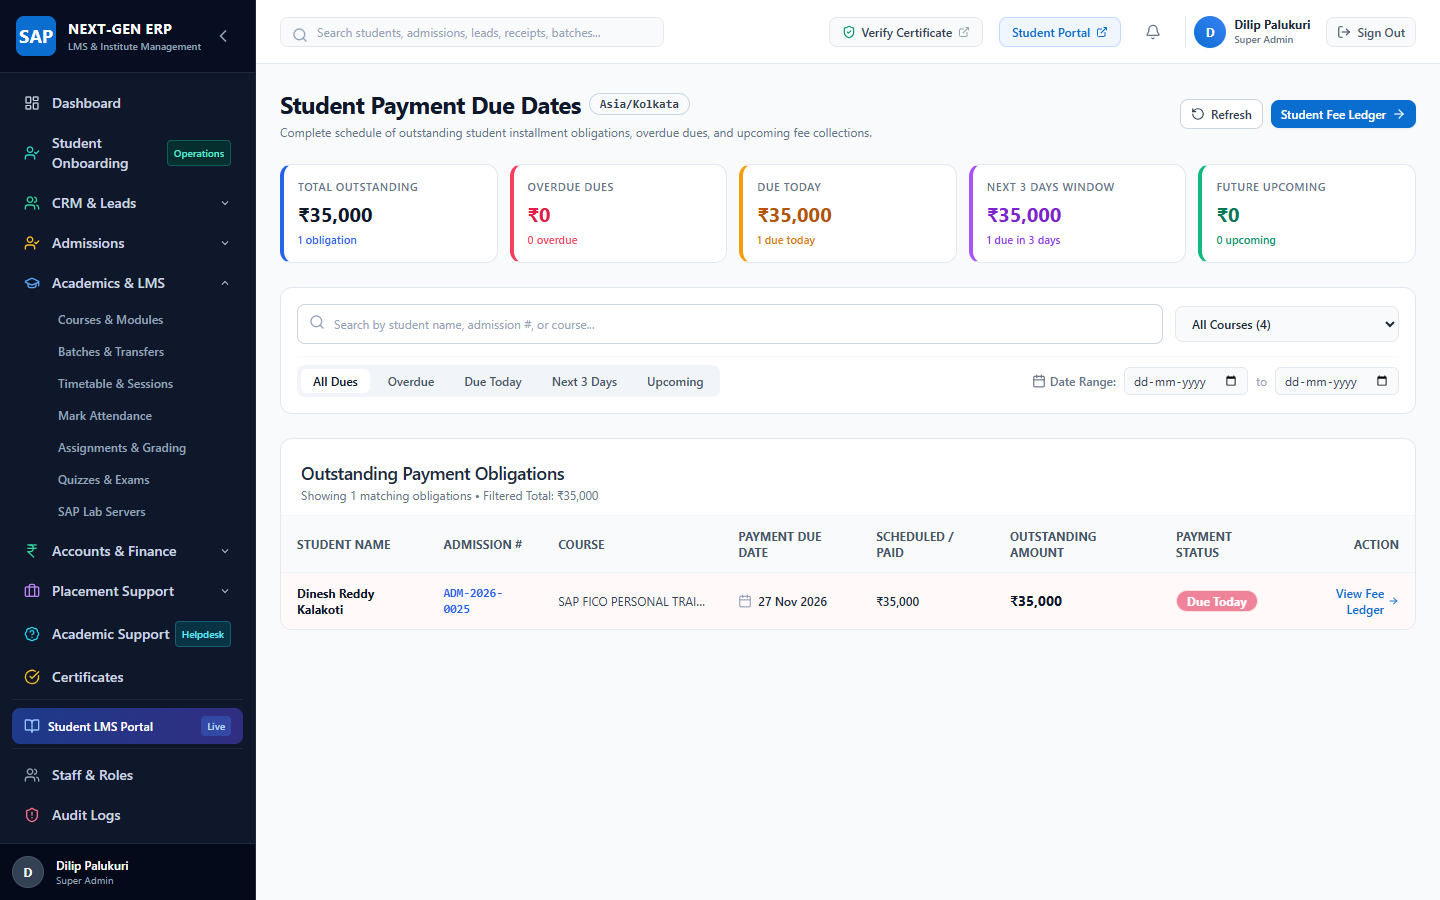 SAP
NEXT-GEN ERP
LMS & Institute Management
Dashboard
Student Onboarding
Operations
CRM & Leads
Admissions
Academics & LMS
Courses & Modules
Batches & Transfers
Timetable & Sessions
Mark Attendance
Assignments & Grading
Quizzes & Exams
SAP Lab Servers
Accounts & Finance
Placement Support
Academic Support
Helpdesk
Certificates
Student LMS Portal
Live
Staff & Roles
Audit Logs
D
Dilip Palukuri
Super Admin
Search students, admissions, leads, receipts, batches...
Verify Certificate
Student Portal
D
Dilip Palukuri
Super Admin
Sign Out
Student Payment Due Dates
Asia/Kolkata
Complete schedule of outstanding student installment obligations, overdue dues, and upcoming fee collections.
Refresh
Student Fee Ledger
TOTAL OUTSTANDING
₹35,000
1 obligation
OVERDUE DUES
₹0
0 overdue
DUE TODAY
₹35,000
1 due today
NEXT 3 DAYS WINDOW
₹35,000
1 due in 3 days
FUTURE UPCOMING
₹0
0 upcoming
Search by student name, admission #, or course...
All Courses (4)
All Dues
Overdue
Due Today
Next 3 Days
Upcoming
Date Range:
dd-mm-yyyy
to
dd-mm-yyyy
Outstanding Payment Obligations
Showing 1 matching obligations • Filtered Total: ₹35,000
STUDENT NAME
ADMISSION #
COURSE
PAYMENT DUE DATE
SCHEDULED / PAID
OUTSTANDING AMOUNT
PAYMENT STATUS
ACTION
Dinesh Reddy Kalakoti
ADM-2026-0025
SAP FICO PERSONAL TRAI...
27 Nov 2026
₹35,000
₹35,000
Due Today
View Fee Ledger